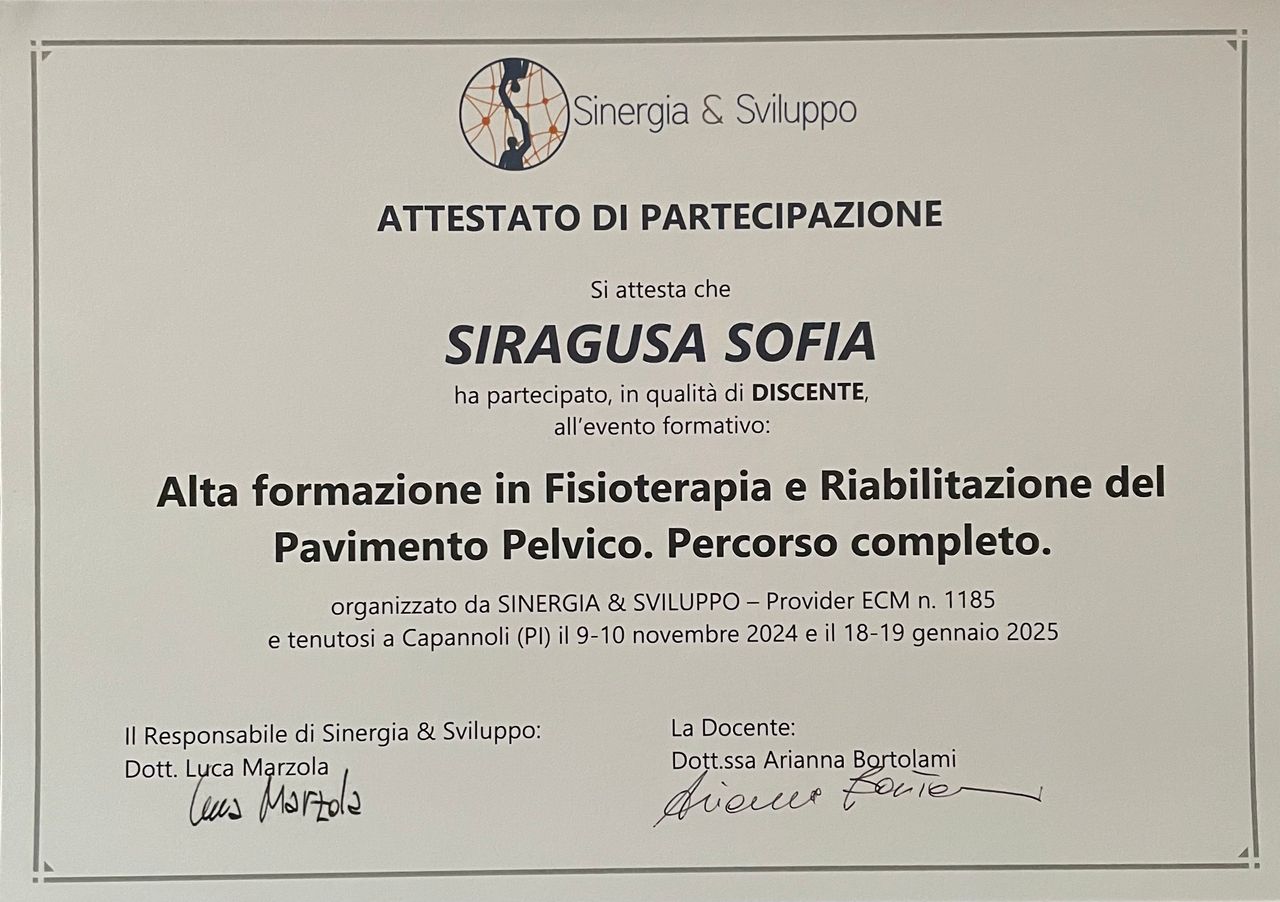 Sinergia & Sviluppo
ATTESTATO DI PARTECIPAZIONE
Si attesta che
SIRAGUSA SOFIA
ha partecipato, in qualità di DISCENTE,
all’evento formativo:
Alta formazione in Fisioterapia e Riabilitazione del
Pavimento Pelvico. Percorso completo.
organizzato da SINERGIA & SVILUPPO – Provider ECM n. 1185
e tenutosi a Capannoli (PI) il 9-10 novembre 2024 e il 18-19 gennaio 2025
Il Responsabile di Sinergia & Sviluppo:
Dott. Luca Marzola
Luca Marzola
La Docente:
Dott.ssa Arianna Bortolami
Arianna